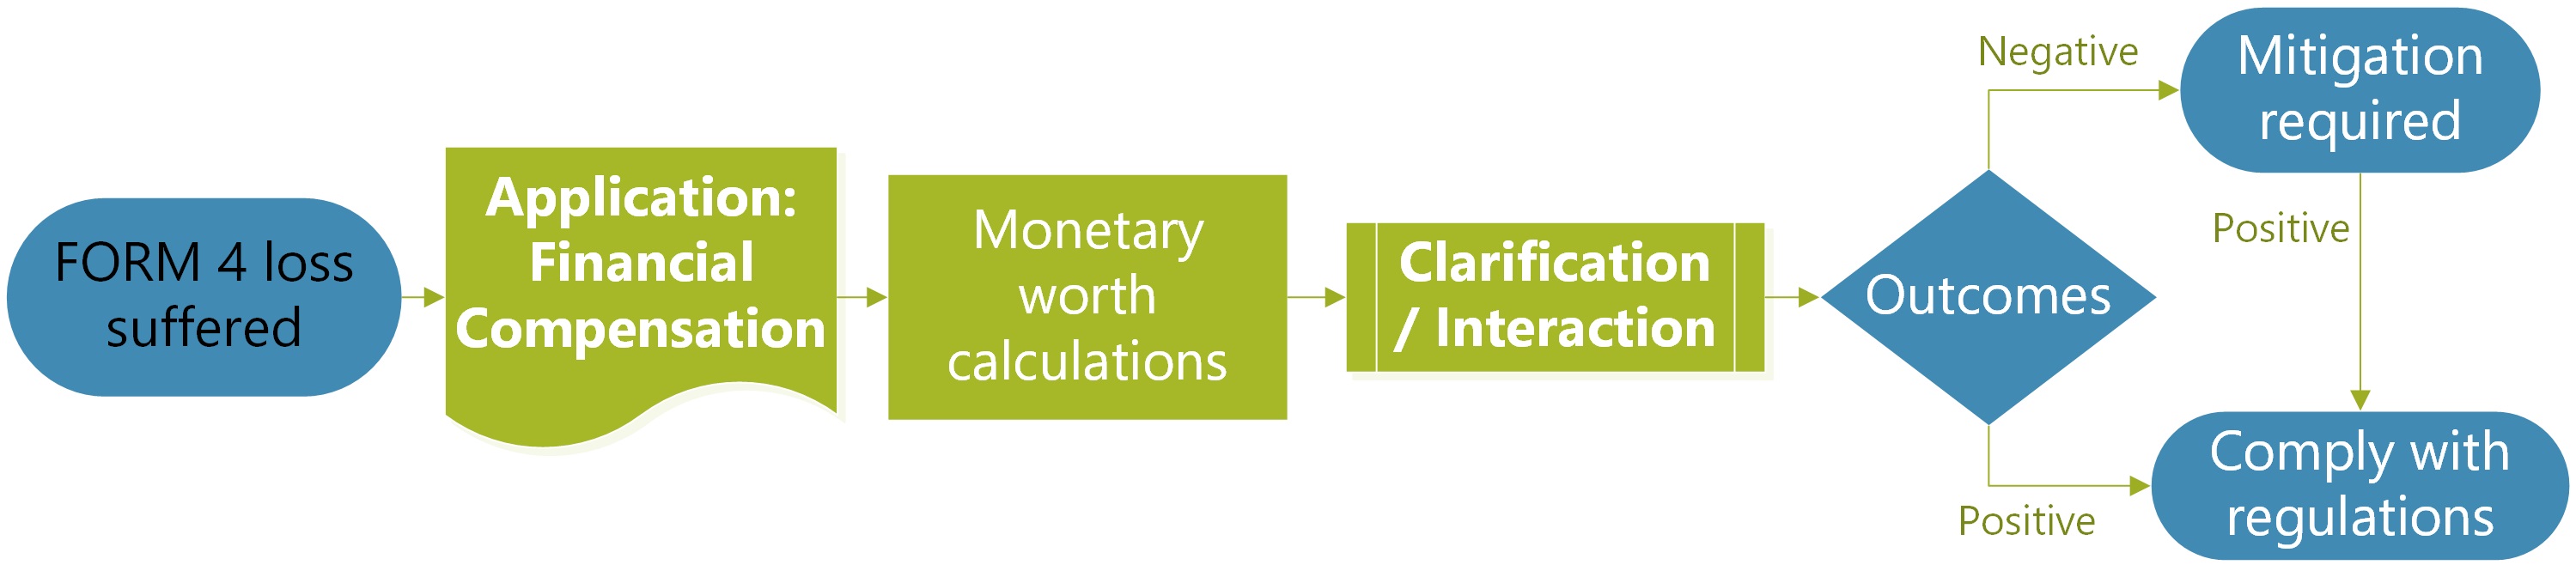 FORM 4 loss
suffered
Application:
Financial
Compensation
Monetary
worth
calculations
Clarification
/ Interaction
Outcomes
Negative
Mitigation
required
Positive
Positive
Comply with
regulations